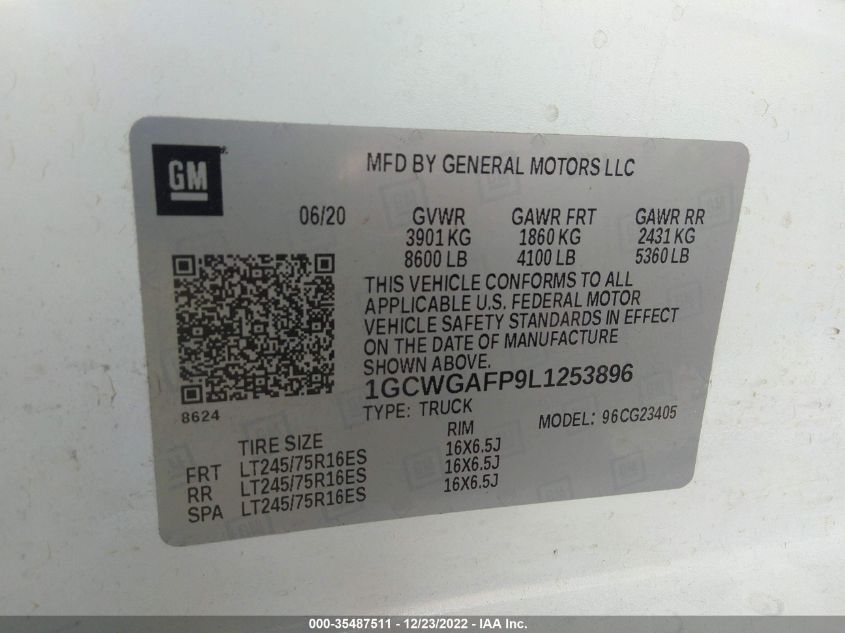 GM
MFD BY GENERAL MOTORS LLC
06/20 GVWR GAWR FRT GAWR RR
3901 KG 1860 KG 2431 KG
8600 LB 4100 LB 5360 LB
THIS VEHICLE CONFORMS TO ALL
APPLICABLE U.S. FEDERAL MOTOR
VEHICLE SAFETY STANDARDS IN EFFECT
ON THE DATE OF MANUFACTURE
SHOWN ABOVE.
1GCWGAFP9L1253896
8624
TYPE: TRUCK MODEL: 96CG23405
TIRE SIZE RIM
FRT LT245/75R16ES 16X6.5J
RR LT245/75R16ES 16X6.5J
SPA LT245/75R16ES 16X6.5J
000-35487511 - 12/23/2022 - IAA Inc.